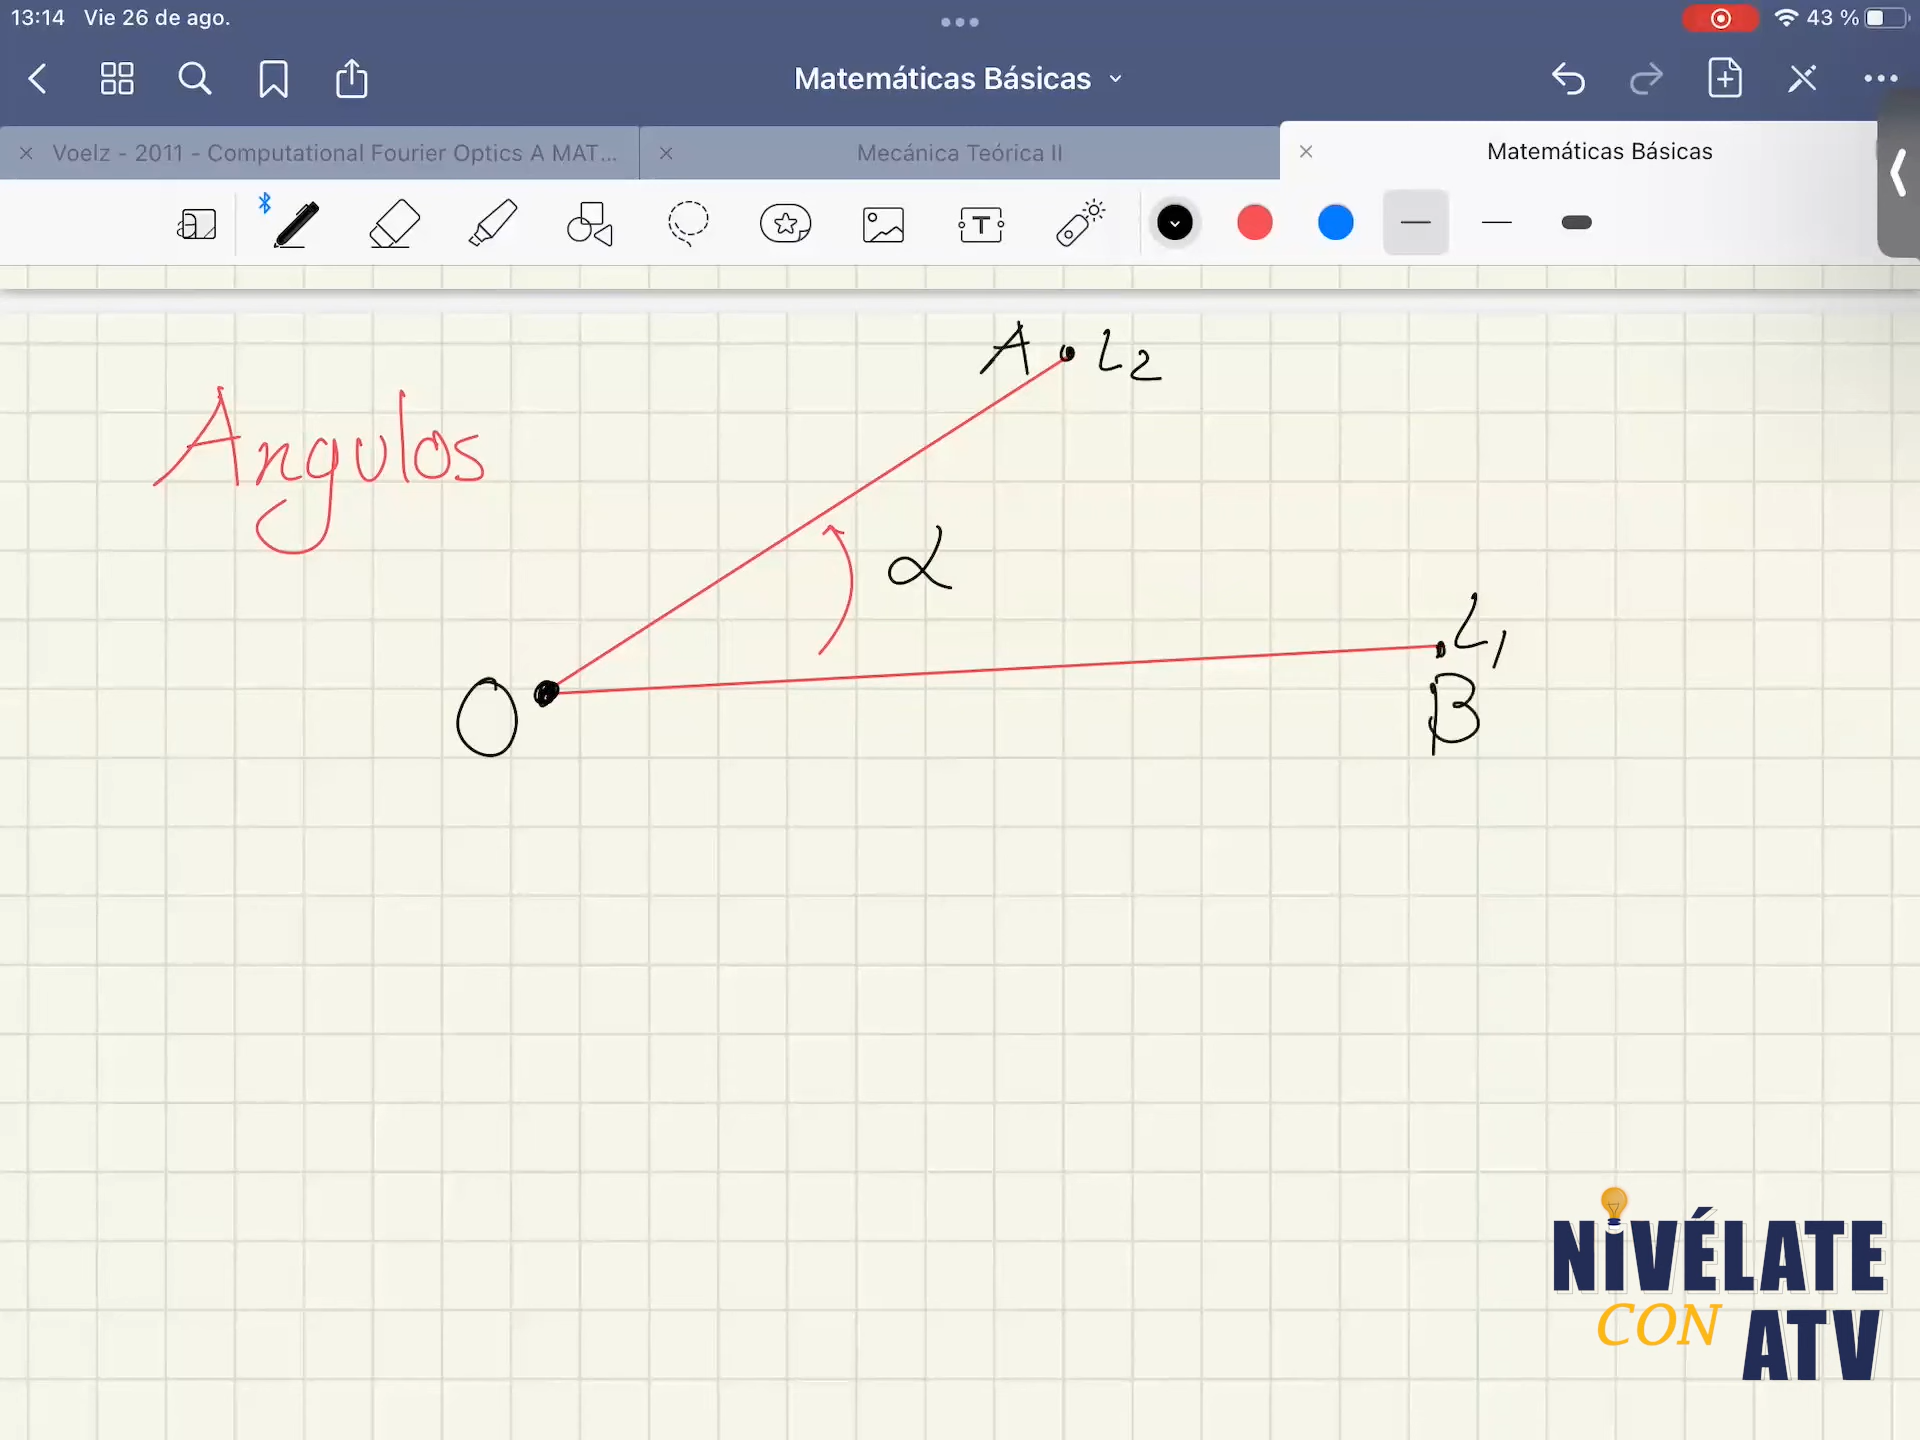 13:14 Vie 26 de ago.
43 %
Matemáticas Básicas
Voelz - 2011 - Computational Fourier Optics A MAT...
Mecánica Teórica II
Matemáticas Básicas
T
A L2
Angulos
α
L1
O
B
NIVÉLATE
CON
ATV